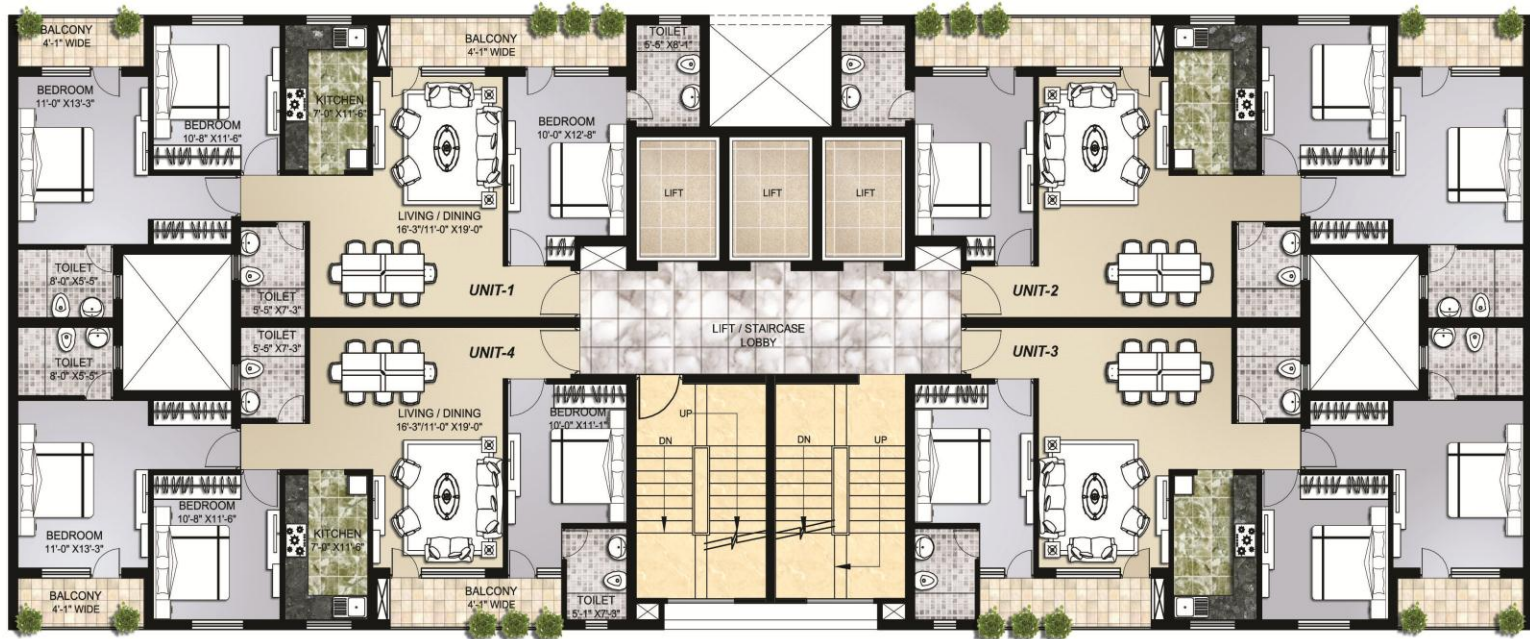 BALCONY
4'-1" WIDE
BEDROOM
11'-0" X13'-3"
BEDROOM
10'-8" X11'-6"
KITCHEN
7'-0" X11'-6"
BALCONY
4'-1" WIDE
BEDROOM
10'-0" X12'-8"
TOILET
5'-5" X8'-1"
LIFT
LIFT
LIFT
LIVING / DINING
16'-3"/11'-0" X19'-0"
TOILET
8'-0" X5'-5"
TOILET
5'-5" X7'-3"
UNIT-1
UNIT-2
LIFT / STAIRCASE
LOBBY
TOILET
8'-0" X5'-5"
TOILET
5'-5" X7'-3"
UNIT-4
UNIT-3
LIVING / DINING
16'-3"/11'-0" X19'-0"
BEDROOM
10'-0" X11'-1"
UP
DN
DN
UP
BEDROOM
10'-8" X11'-6"
BEDROOM
11'-0" X13'-3"
KITCHEN
7'-0" X11'-6"
BALCONY
4'-1" WIDE
BALCONY
4'-1" WIDE
TOILET
5'-1" X7'-3"